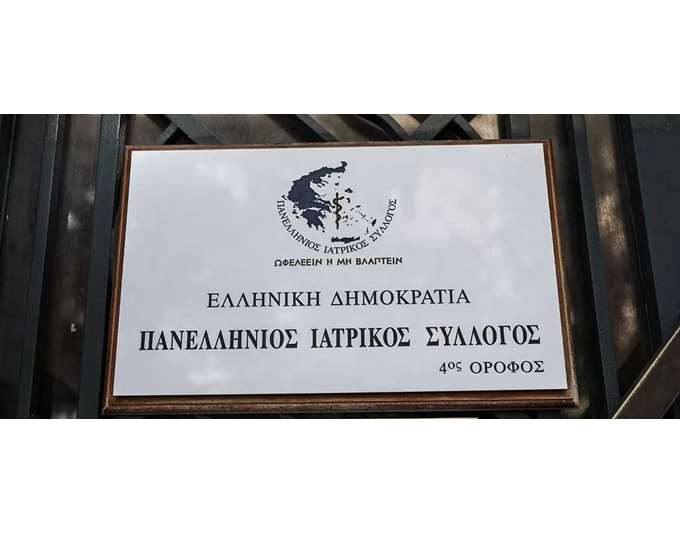 ΠΑΝΕΛΛΗΝΙΟΣ ΙΑΤΡΙΚΟΣ ΣΥΛΛΟΓΟΣ
ΩΦΕΛΕΕΙΝ Η ΜΗ ΒΛΑΠΤΕΙΝ
ΕΛΛΗΝΙΚΗ ΔΗΜΟΚΡΑΤΙΑ
ΠΑΝΕΛΛΗΝΙΟΣ ΙΑΤΡΙΚΟΣ ΣΥΛΛΟΓΟΣ
4ος ΟΡΟΦΟΣ